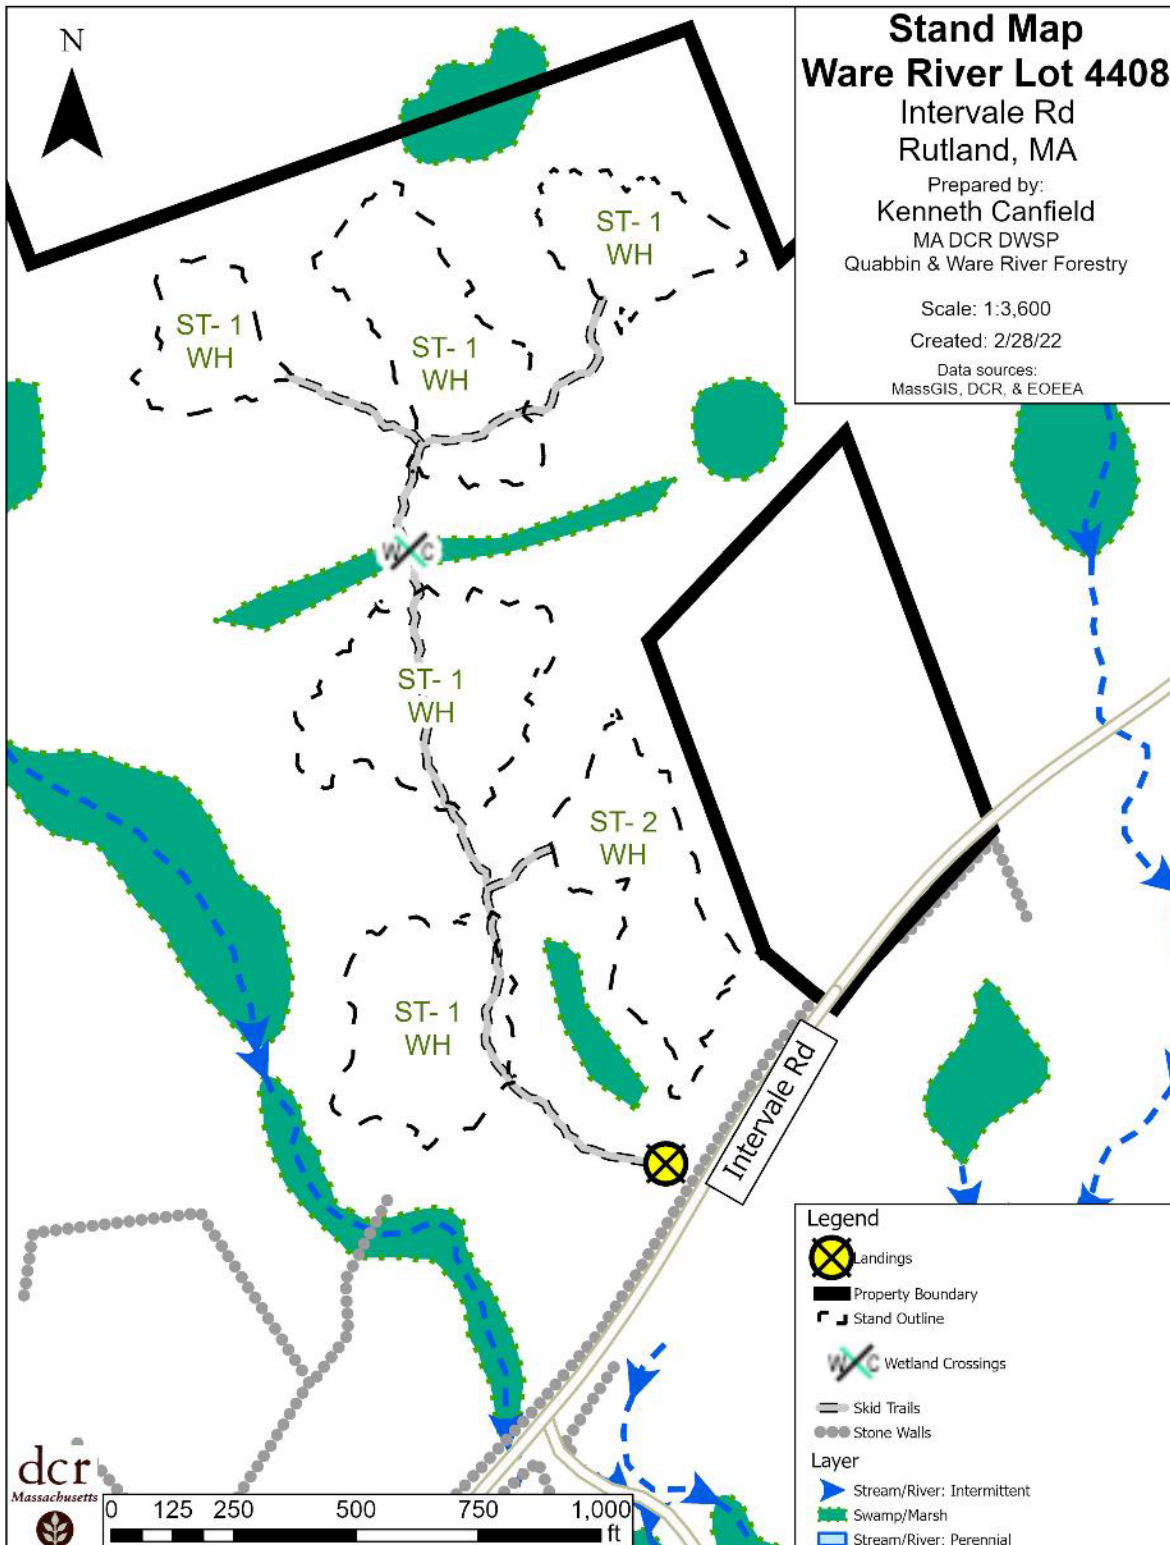 N
Stand Map
Ware River Lot 4408
Intervale Rd
Rutland, MA
Prepared by:
Kenneth Canfield
MA DCR DWSP
Quabbin & Ware River Forestry
Scale: 1:3,600
Created: 2/28/22
Data sources:
MassGIS, DCR, & EOEEA
ST- 1
WH
ST- 1
WH
ST- 1
WH
W C
ST- 1
WH
ST- 2
WH
ST- 1
WH
Intervale Rd
Legend
Landings
Property Boundary
Stand Outline
W C Wetland Crossings
Skid Trails
Stone Walls
Layer
Stream/River: Intermittent
Swamp/Marsh
Stream/River: Perennial
dcr
Massachusetts
0 125 250 500 750 1,000
ft